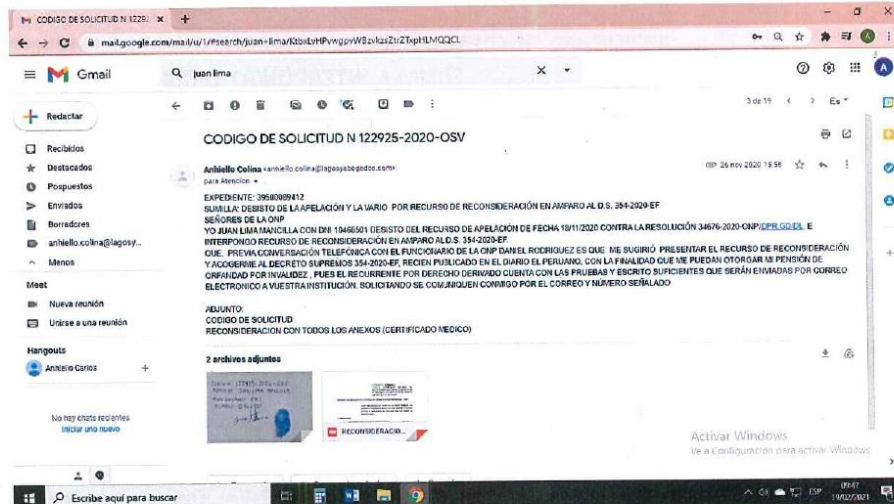 CODIGO DE SOLICITUD N 12292
mail.google.com/mail/u/1/#search/juan+lima/
Gmail
juan lima
3 de 19
Es
Redactar
Recibidos
Destacados
Pospuestos
Enviados
Borradores
anhiello.colina@lagosy...
Menos
Meet
Nueva reunión
Unirse a una reunión
Hangouts
Anhielo Carlos
No hay chats recientes
Iniciar uno nuevo
CODIGO DE SOLICITUD N 122925-2020-OSV
Anhiello Colina <anhiello.colina@lagosyabogados.com>
26 nov 2020 15:58
para Atencion
EXPEDIENTE: 39500089412
SUMILLA: DESISTO DE LA APELACIÓN Y LA VARIO POR RECURSO DE RECONSIDERACIÓN EN AMPARO AL D.S. 354-2020-EF
SEÑORES DE LA ONP
YO JUAN LIMA MANCILLA CON DNI 10466501 DESISTO DEL RECURSO DE APELACIÓN DE FECHA 18/11/2020 CONTRA LA RESOLUCIÓN 34676-2020-ONP/DPR.GD/DL, E
INTERPONGO RECURSO DE RECONSIDERACIÓN EN AMPARO AL D.S. 354-2020-EF.
QUE, PREVIA CONVERSACIÓN TELEFÓNICA CON EL FUNCIONARIO DE LA ONP DANIEL RODRIGUEZ ES QUE ME SUGIRIÓ PRESENTAR EL RECURSO DE RECONSIDERACIÓN
Y ACOGERME AL DECRETO SUPREMOS 354-2020-EF, RECIEN PUBLICADO EN EL DIARIO EL PERUANO, CON LA FINALIDAD QUE ME PUEDAN OTORGAR MI PENSIÓN DE
ORFANDAD POR INVALIDEZ, PUES EL RECURRENTE POR DERECHO DERIVADO CUENTA CON LAS PRUEBAS Y ESCRITO SUFICIENTES QUE SERÁN ENVIADAS POR CORREO
ELECTRONICO A VUESTRA INSTITUCIÓN, SOLICITANDO SE COMUNIQUEN CONMIGO POR EL CORREO Y NÚMERO SEÑALADO
ADJUNTO:
CODIGO DE SOLICITUD
RECONSIDERACION CON TODOS LOS ANEXOS (CERTIFICADO MEDICO)
2 archivos adjuntos
RECONSIDERACIO...
Activar Windows
Ve a Configuración para activar Windows.
Escribe aquí para buscar
ESP
09:47
19/02/2021